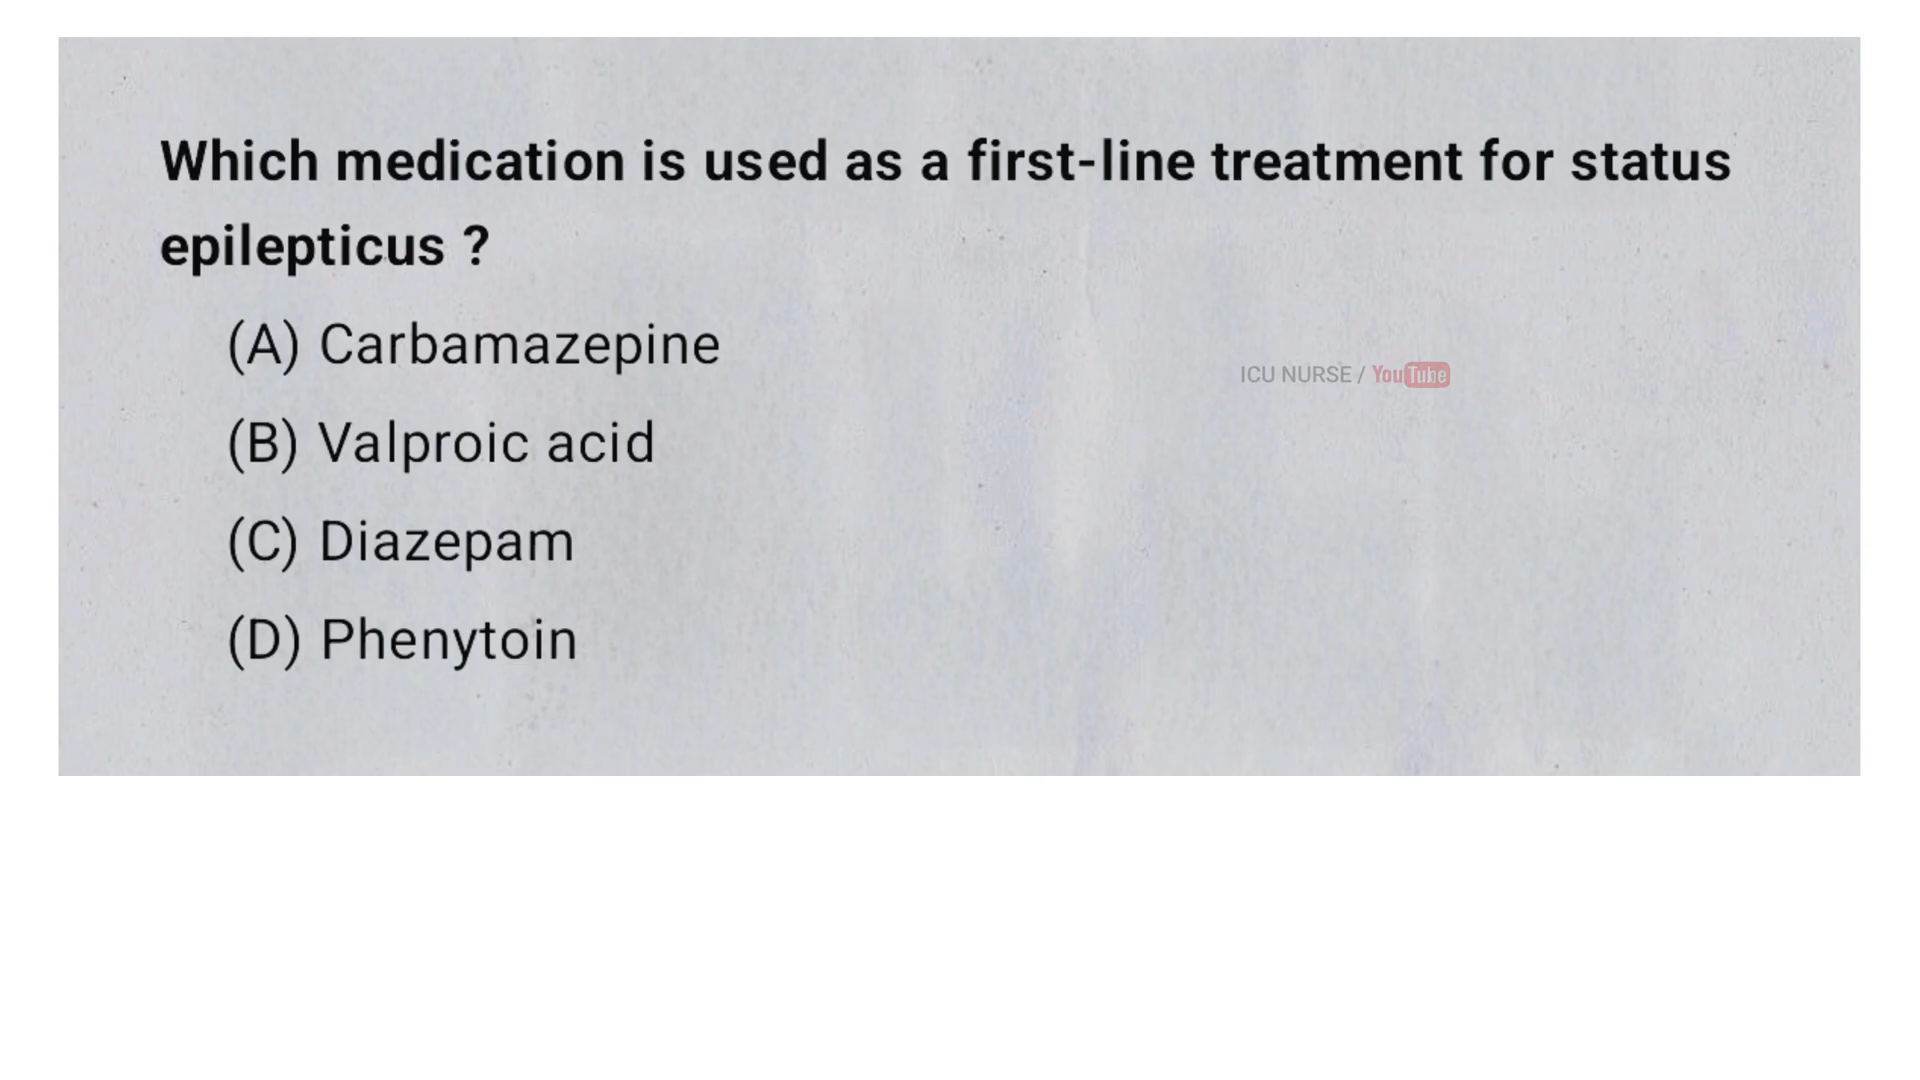 Which medication is used as a first-line treatment for status
epilepticus ?
(A) Carbamazepine
ICU NURSE / YouTube
(B) Valproic acid
(C) Diazepam
(D) Phenytoin